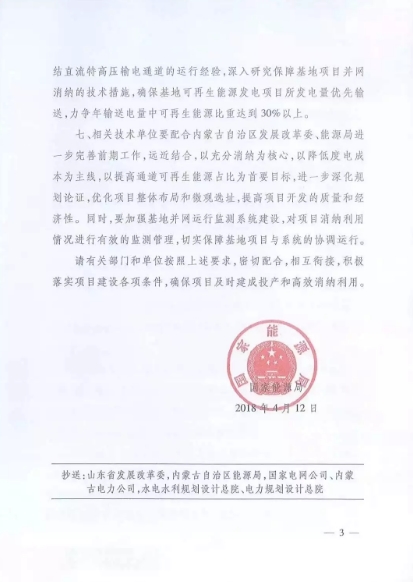 结直流特高压输电通道的运行经验,深入研究保障基地项目并网
消纳的技术措施,确保基地可再生能源发电项目所发电量优先输
送,力争年输送电量中可再生能源比重达到30%以上。
七、相关技术单位要配合内蒙古自治区发展改革委、能源局进
一步完善前期工作,远近结合,以充分消纳为核心,以降低度电成
本为主线,以提高通道可再生能源占比为首要目标,进一步深化规
划论证,优化项目整体布局和微观选址,提高项目开发的质量和经
济性。同时,要加强基地并网运行监测系统建设,对项目消纳利用
情况进行有效的监测管理,切实保障基地项目与系统的协调运行。
请有关部门和单位按照上述要求,密切配合,相互衔接,积极
落实项目建设各项条件,确保项目及时建成投产和高效消纳利用。
国家能源局
国家能源局
2018年4月12日
抄送:山东省发展改革委,内蒙古自治区能源局,国家电网公司、内蒙
古电力公司,水电水利规划设计总院、电力规划设计总院
— 3 —